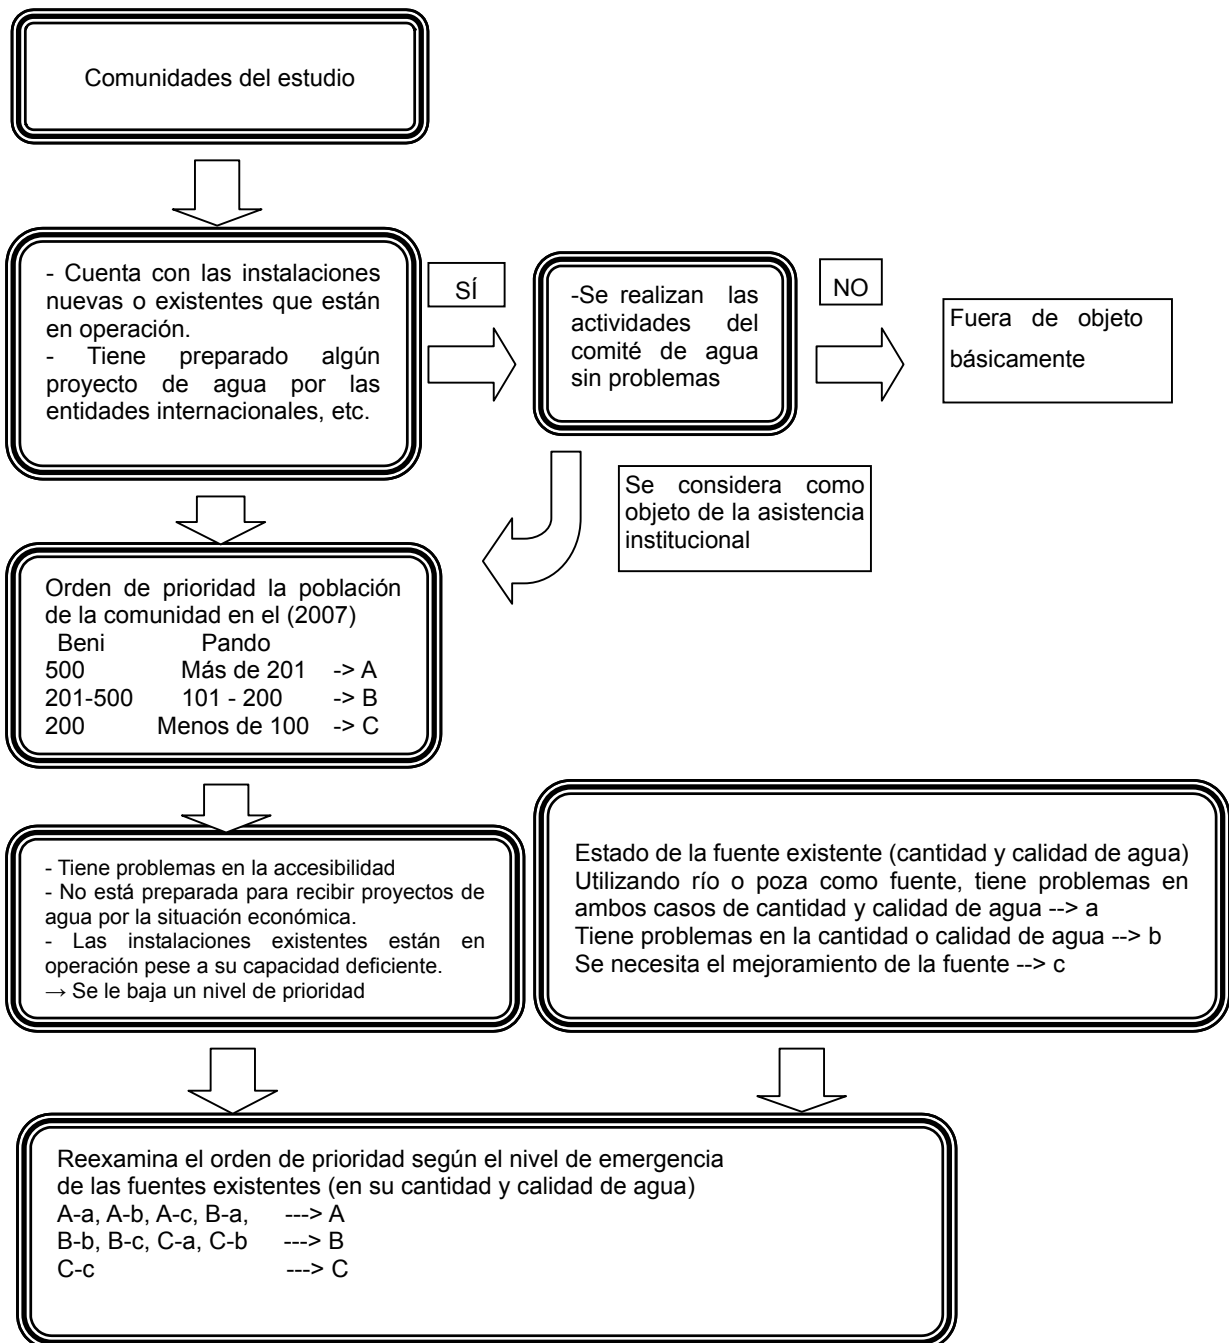 Comunidades del estudio
- Cuenta con las instalaciones
nuevas o existentes que están
en operación.
- Tiene preparado algún
proyecto de agua por las
entidades internacionales, etc.
SÍ
-Se realizan las
actividades del
comité de agua
sin problemas
NO
Fuera de objeto
básicamente
Se considera como
objeto de la asistencia
institucional
Orden de prioridad la población
de la comunidad en el (2007)
Beni Pando
500 Más de 201 -> A
201-500 101 - 200 -> B
200 Menos de 100 -> C
- Tiene problemas en la accesibilidad
- No está preparada para recibir proyectos de
agua por la situación económica.
- Las instalaciones existentes están en
operación pese a su capacidad deficiente.
→ Se le baja un nivel de prioridad
Estado de la fuente existente (cantidad y calidad de agua)
Utilizando río o poza como fuente, tiene problemas en
ambos casos de cantidad y calidad de agua --> a
Tiene problemas en la cantidad o calidad de agua --> b
Se necesita el mejoramiento de la fuente --> c
Reexamina el orden de prioridad según el nivel de emergencia
de las fuentes existentes (en su cantidad y calidad de agua)
A-a, A-b, A-c, B-a, ---> A
B-b, B-c, C-a, C-b ---> B
C-c ---> C